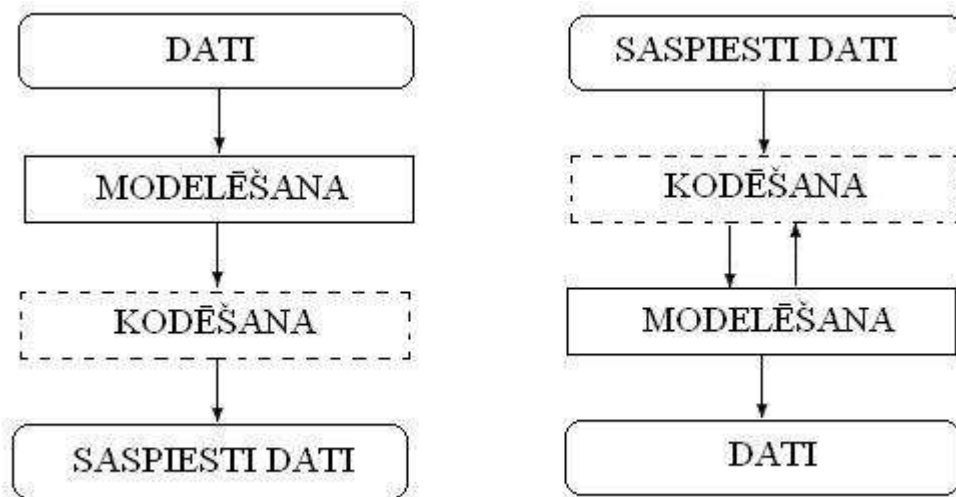 DATI
MODELĒŠANA
KODĒŠANA
SASPIESTI DATI
SASPIESTI DATI
KODĒŠANA
MODELĒŠANA
DATI